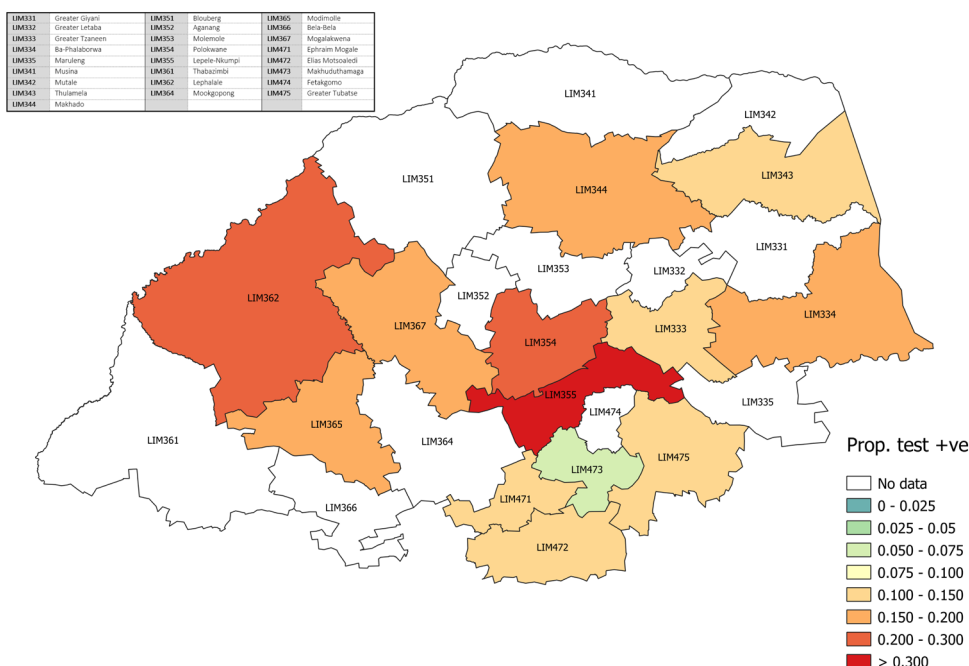 LIM331 Greater Giyani LIM351 Blouberg LIM365 Modimolle
LIM332 Greater Letaba LIM352 Aganang LIM366 Bela-Bela
LIM333 Greater Tzaneen LIM353 Molemole LIM367 Mogalakwena
LIM334 Ba-Phalaborwa LIM354 Polokwane LIM471 Ephraim Mogale
LIM335 Maruleng LIM355 Lepele-Nkumpi LIM472 Elias Motsoaledi
LIM341 Musina LIM361 Thabazimbi LIM473 Makhuduthamaga
LIM342 Mutale LIM362 Lephalale LIM474 Fetakgomo
LIM343 Thulamela LIM364 Mookgopong LIM475 Greater Tubatse
LIM344 Makhado
LIM341
LIM342
LIM351
LIM344
LIM343
LIM331
LIM353
LIM332
LIM362
LIM352
LIM334
LIM367
LIM333
LIM354
LIM355
LIM335
LIM474
LIM365
LIM361
LIM364
LIM475
LIM473
LIM471
LIM366
LIM472
Prop. test +ve
No data
0 - 0.025
0.025 - 0.05
0.050 - 0.075
0.075 - 0.100
0.100 - 0.150
0.150 - 0.200
0.200 - 0.300
> 0.300